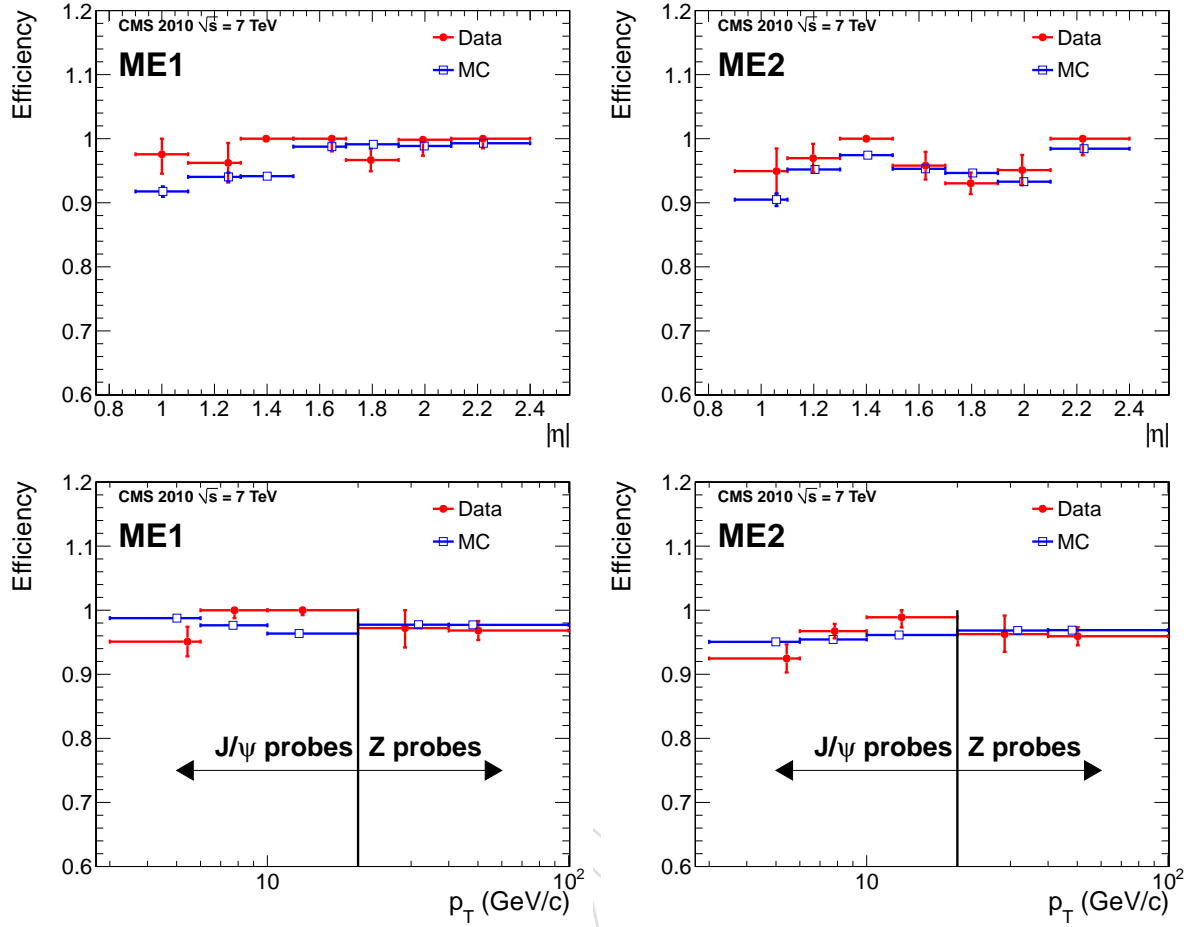 CMS 2010 √s = 7 TeV
ME1
Data
MC
Efficiency
1.2
1.1
1
0.9
0.8
0.7
0.6
0.8 1 1.2 1.4 1.6 1.8 2 2.2 2.4
|η|
CMS 2010 √s = 7 TeV
ME2
Data
MC
Efficiency
1.2
1.1
1
0.9
0.8
0.7
0.6
0.8 1 1.2 1.4 1.6 1.8 2 2.2 2.4
|η|
CMS 2010 √s = 7 TeV
ME1
Data
MC
Efficiency
1.2
1.1
1
0.9
0.8
0.7
0.6
J/ψ probes Z probes
10 10²
p_T (GeV/c)
CMS 2010 √s = 7 TeV
ME2
Data
MC
Efficiency
1.2
1.1
1
0.9
0.8
0.7
0.6
J/ψ probes Z probes
10 10²
p_T (GeV/c)